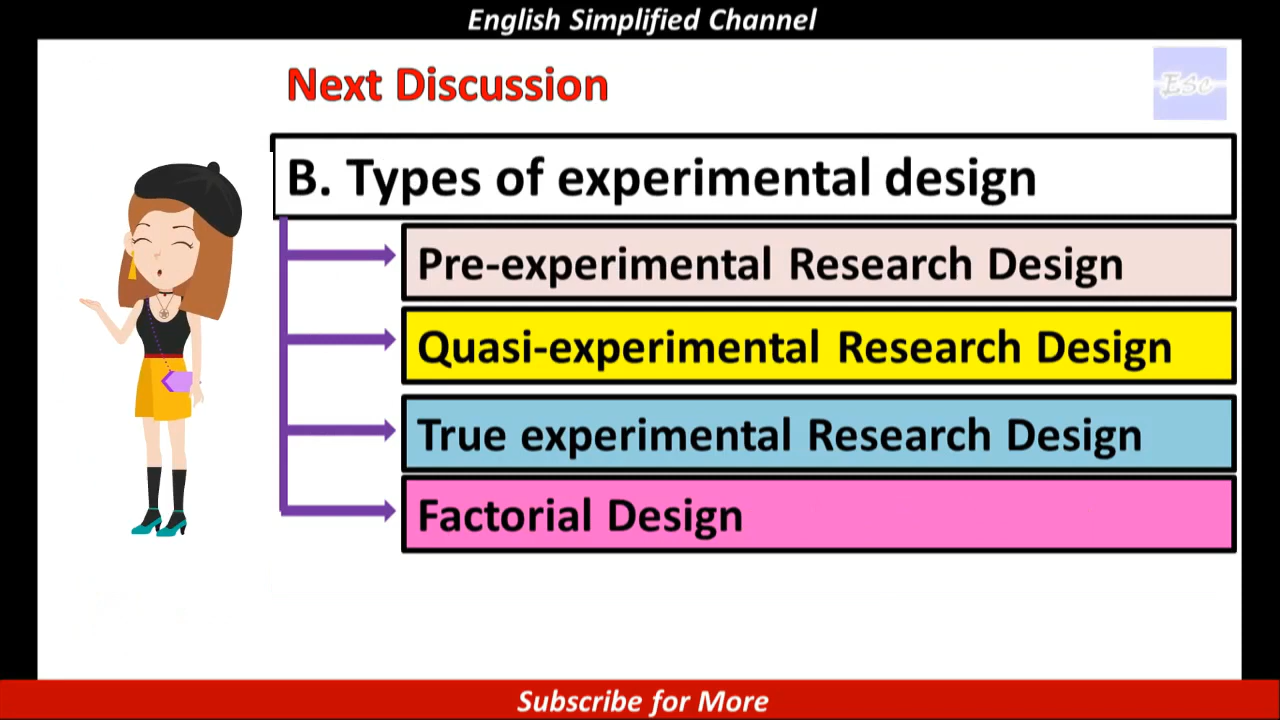 English Simplified Channel
Next Discussion
Esc
B. Types of experimental design
Pre-experimental Research Design
Quasi-experimental Research Design
True experimental Research Design
Factorial Design
Subscribe for More